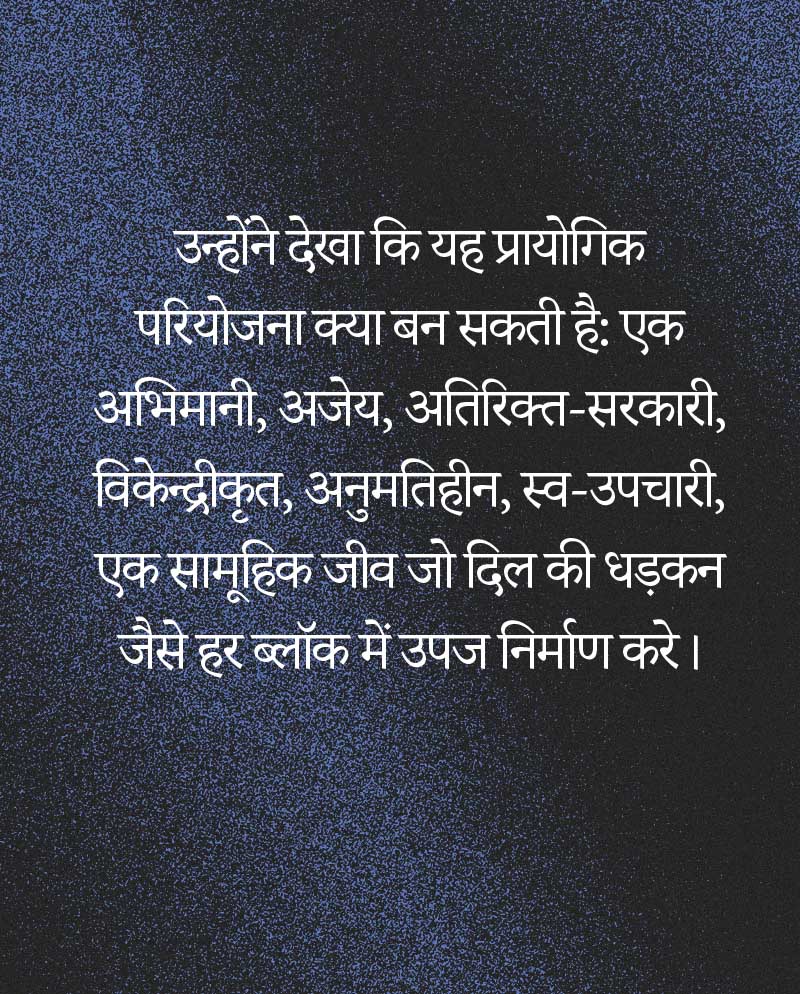 उन्होंने देखा कि यह प्रायोगिक
परियोजना क्या बन सकती है: एक
अभिमानी, अजेय, अतिरिक्त-सरकारी,
विकेन्द्रीकृत, अनुमतिहीन, स्व-उपचारी,
एक सामूहिक जीव जो दिल की धड़कन
जैसे हर ब्लॉक में उपज निर्माण करे।